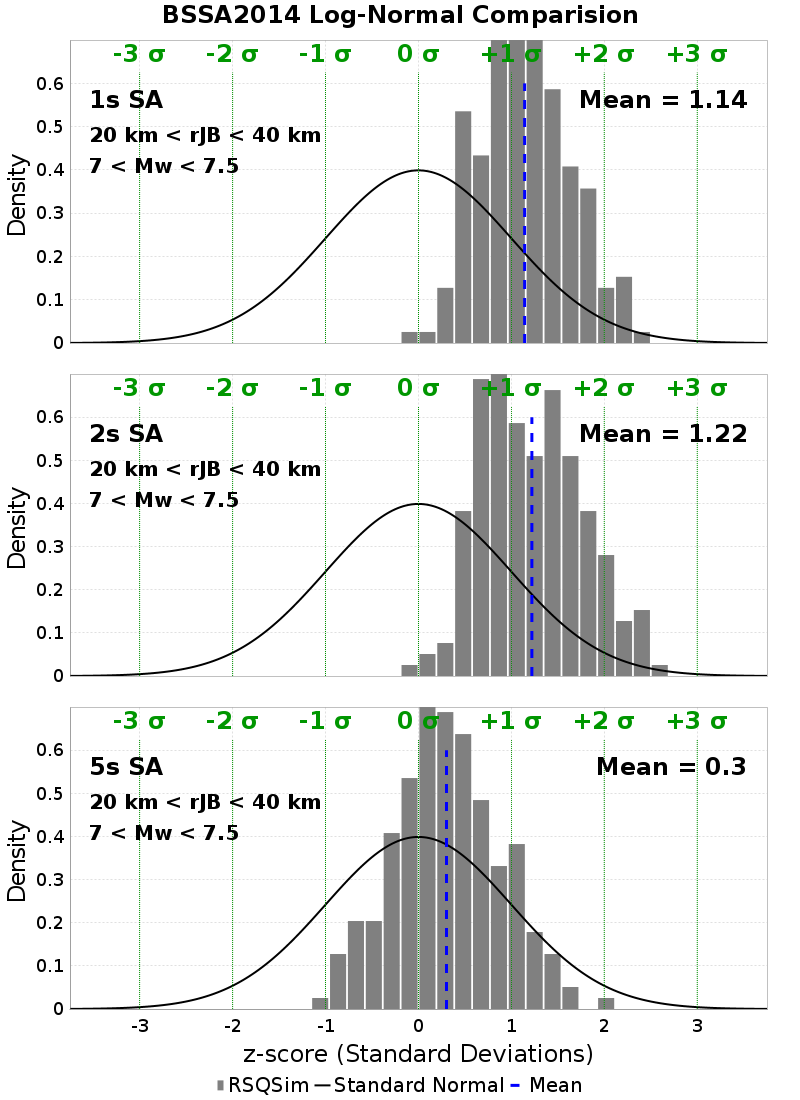 BSSA2014 Log-Normal Comparision
-3 σ -2 σ -1 σ 0 σ +1 σ +2 σ +3 σ
1s SA Mean = 1.14
20 km < rJB < 40 km
7 < Mw < 7.5
0.6
0.5
0.4
0.3
0.2
0.1
0
Density
-3 σ -2 σ -1 σ 0 σ +1 σ +2 σ +3 σ
2s SA Mean = 1.22
20 km < rJB < 40 km
7 < Mw < 7.5
0.6
0.5
0.4
0.3
0.2
0.1
0
Density
-3 σ -2 σ -1 σ 0 σ +1 σ +2 σ +3 σ
5s SA Mean = 0.3
20 km < rJB < 40 km
7 < Mw < 7.5
0.6
0.5
0.4
0.3
0.2
0.1
0
Density
-3 -2 -1 0 1 2 3
z-score (Standard Deviations)
RSQSim Standard Normal Mean